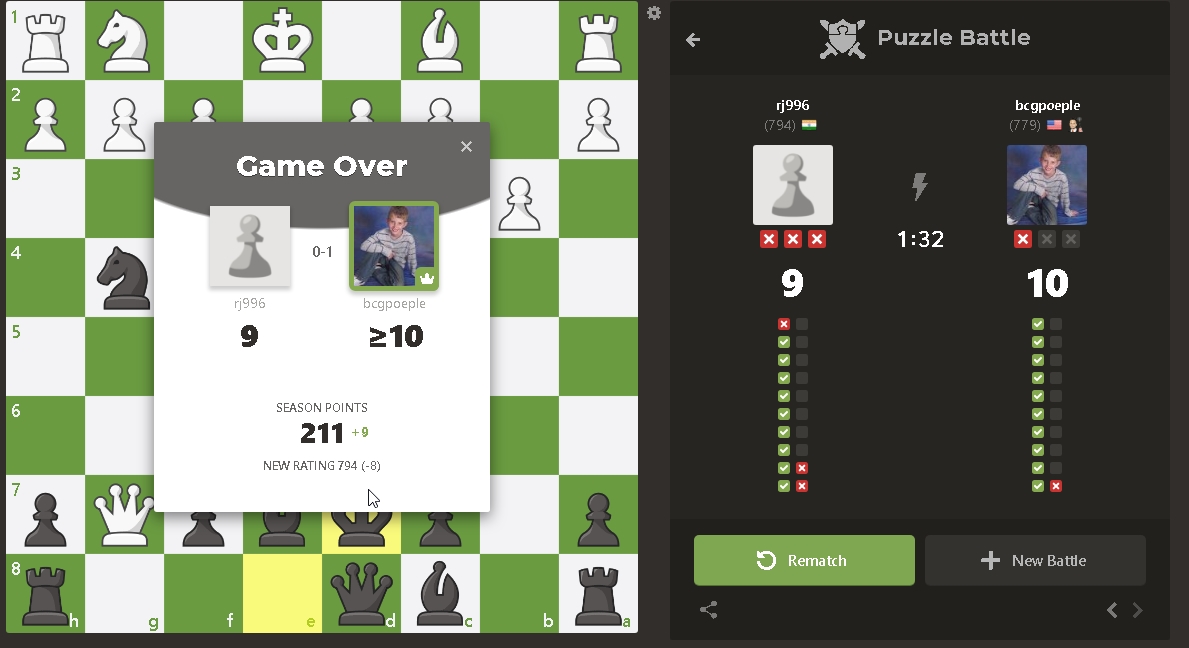 1
2
3
4
5
6
7
8
h
g
f
e
d
c
b
a
Game Over
0-1
rj996
bcgpoeple
9
≥10
SEASON POINTS
211 +9
NEW RATING 794 (-8)
Puzzle Battle
rj996
(794)
bcgpoeple
(779)
1:32
9
10
Rematch
New Battle